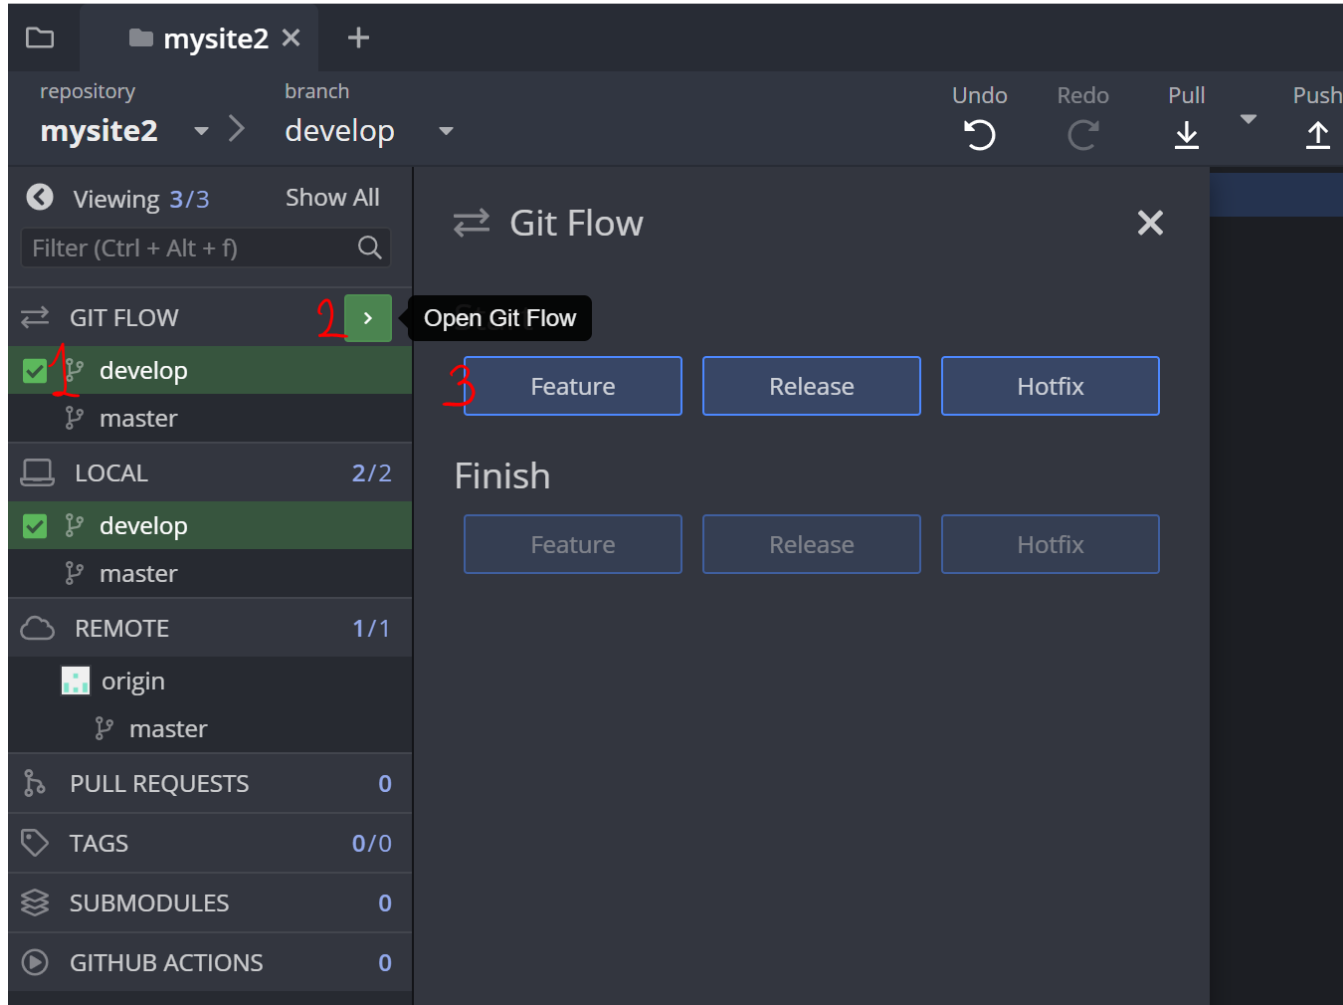 mysite2
repository
branch
mysite2
develop
Undo
Redo
Pull
Push
Viewing 3/3
Show All
Filter (Ctrl + Alt + f)
GIT FLOW
2
Open Git Flow
1
develop
master
LOCAL
2/2
develop
master
REMOTE
1/1
origin
master
PULL REQUESTS
0
TAGS
0/0
SUBMODULES
0
GITHUB ACTIONS
0
Git Flow
3
Feature
Release
Hotfix
Finish
Feature
Release
Hotfix